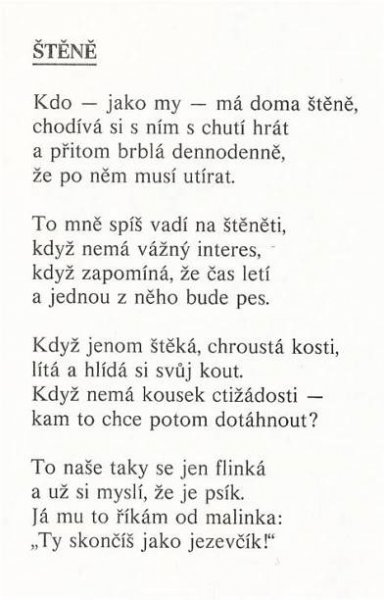 ŠTĚNĚ
Kdo — jako my — má doma štěně,
chodívá si s ním s chutí hrát
a přitom brblá dennodenně,
že po něm musí utírat.
To mně spíš vadí na štěněti,
když nemá vážný interes,
když zapomíná, že čas letí
a jednou z něho bude pes.
Když jenom štěká, chroustá kosti,
lítá a hlídá si svůj kout.
Když nemá kousek ctižádosti —
kam to chce potom dotáhnout?
To naše taky se jen flinká
a už si myslí, že je psík.
Já mu to říkám od malinka:
„Ty skončíš jako jezevčík!“